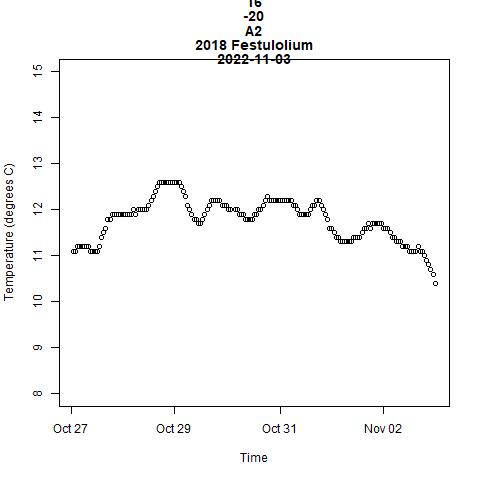 16
-20
A2
2018 Festulolium
2022-11-03
15
14
13
12
11
10
9
8
Temperature (degrees C)
Oct 27
Oct 29
Oct 31
Nov 02
Time